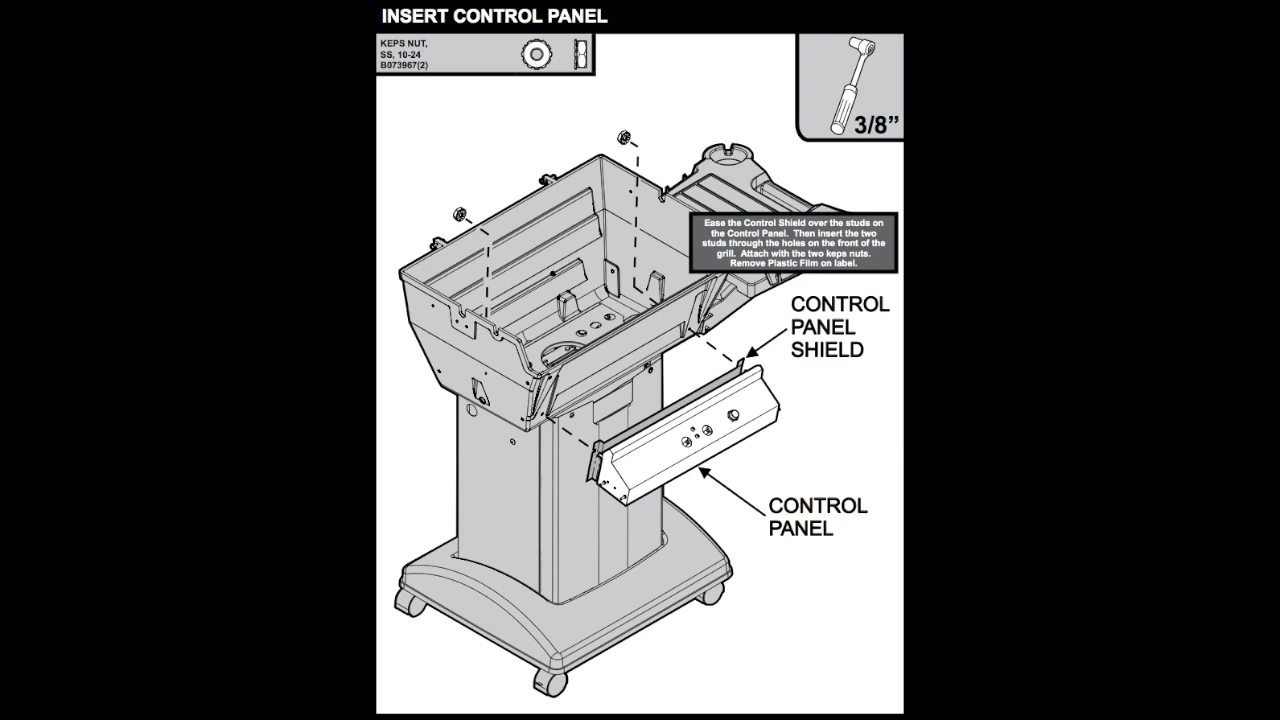 INSERT CONTROL PANEL
KEPS NUT,
SS, 10-24
B073967(2)
3/8”
Ease the Control Shield over the studs on
the Control Panel. Then insert the two
studs through the holes on the front of the
grill. Attach with the two keps nuts.
Remove Plastic Film on label.
CONTROL
PANEL
SHIELD
CONTROL
PANEL